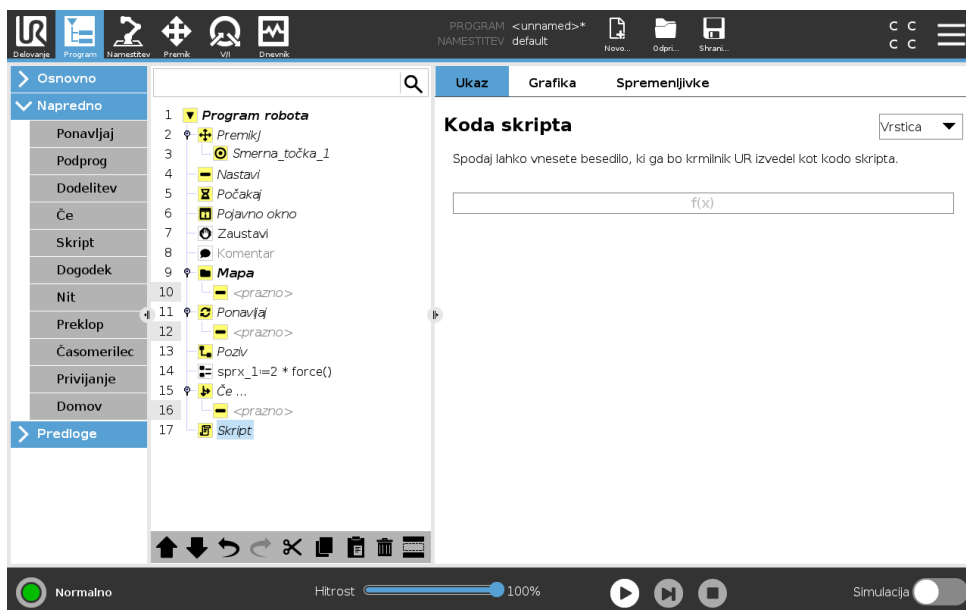 UR
PROGRAM <unnamed>*
NAMESTITEV default
C C
C C
Delovanje Program Namestitev Premik V/I Dnevnik Novo... Odpri... Shrani...
Osnovno
Napredno
Ponavljaj
Podprog
Dodelitev
Če
Skript
Dogodek
Nit
Preklop
Časomerilec
Privijanje
Domov
Predloge
1 Program robota
2 PremikJ
3 Smerna_točka_1
4 Nastavi
5 Počakaj
6 Pojavno okno
7 Zaustavi
8 Komentar
9 Mapa
10 <prazno>
11 Ponavljaj
12 <prazno>
13 Poziv
14 sprx_1:=2 * force()
15 Če ...
16 <prazno>
17 Skript
Ukaz Grafika Spremenljivke
Koda skripta
Vrstica
Spodaj lahko vnesete besedilo, ki ga bo krmilnik UR izvedel kot kodo skripta.
f(x)
Normalno
Hitrost 100%
Simulacija